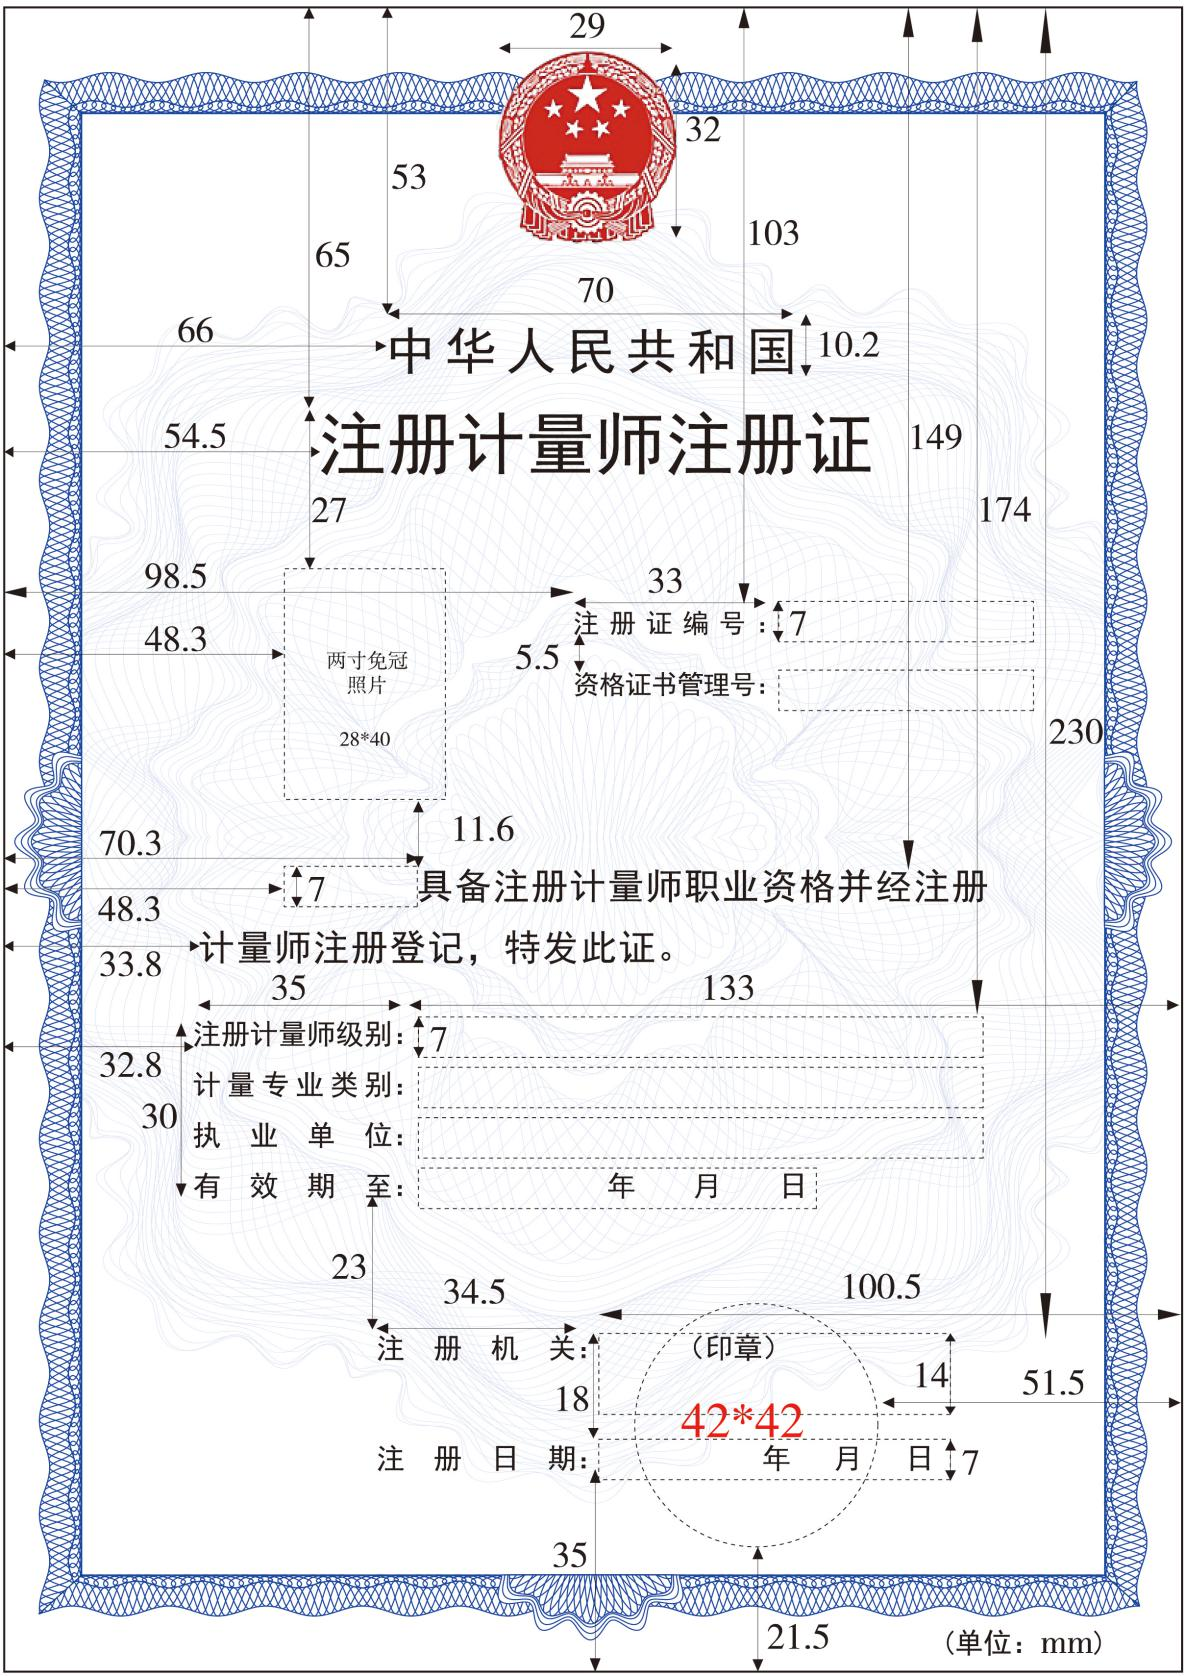 29
32
53
103
65
70
66
中华人民共和国
10.2
54.5
注册计量师注册证
149
27
174
98.5
33
注册证编号：
7
48.3
5.5
两寸免冠
照片
资格证书管理号：
28*40
230
11.6
70.3
7
具备注册计量师职业资格并经注册
48.3
计量师注册登记，特发此证。
33.8
35
133
注册计量师级别：
7
32.8
计量专业类别：
30
执业单位：
有效期至：
年 月 日
23
34.5
100.5
注册机关：
（印章）
14
51.5
18
42*42
注册日期：
年 月 日
7
35
21.5
(单位：mm)